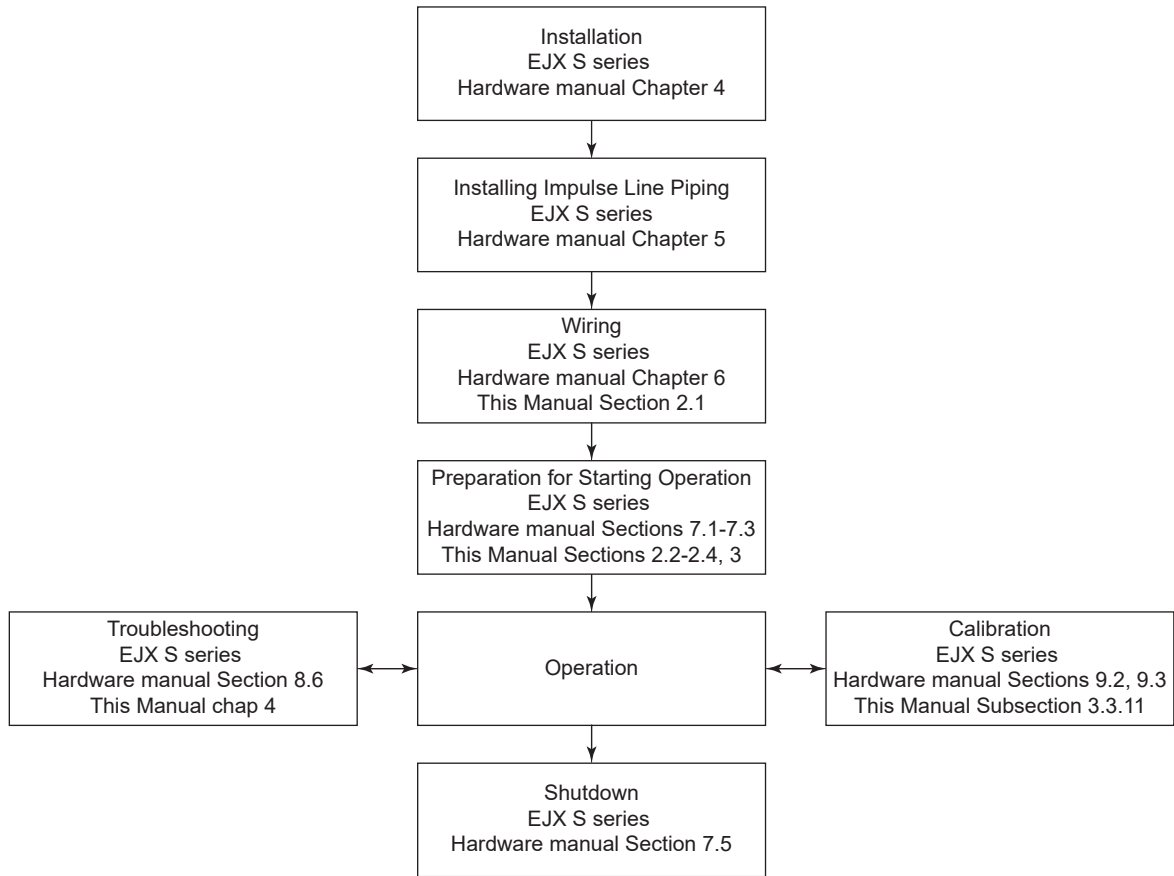 Installation
EJX S series
Hardware manual Chapter 4
Installing Impulse Line Piping
EJX S series
Hardware manual Chapter 5
Wiring
EJX S series
Hardware manual Chapter 6
This Manual Section 2.1
Preparation for Starting Operation
EJX S series
Hardware manual Sections 7.1-7.3
This Manual Sections 2.2-2.4, 3
Troubleshooting
EJX S series
Hardware manual Section 8.6
This Manual chap 4
Operation
Calibration
EJX S series
Hardware manual Sections 9.2, 9.3
This Manual Subsection 3.3.11
Shutdown
EJX S series
Hardware manual Section 7.5